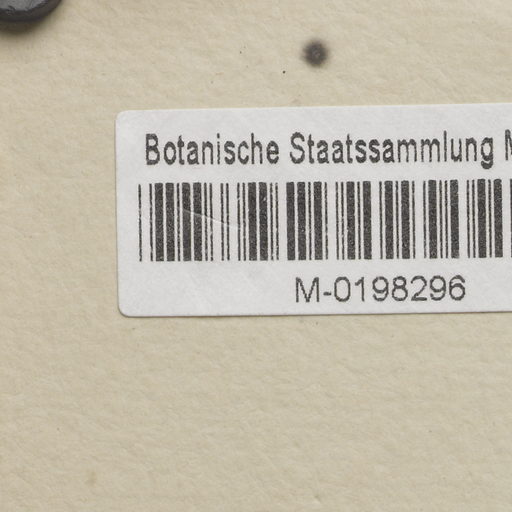 Botanische Staatssammlung
M-0198296